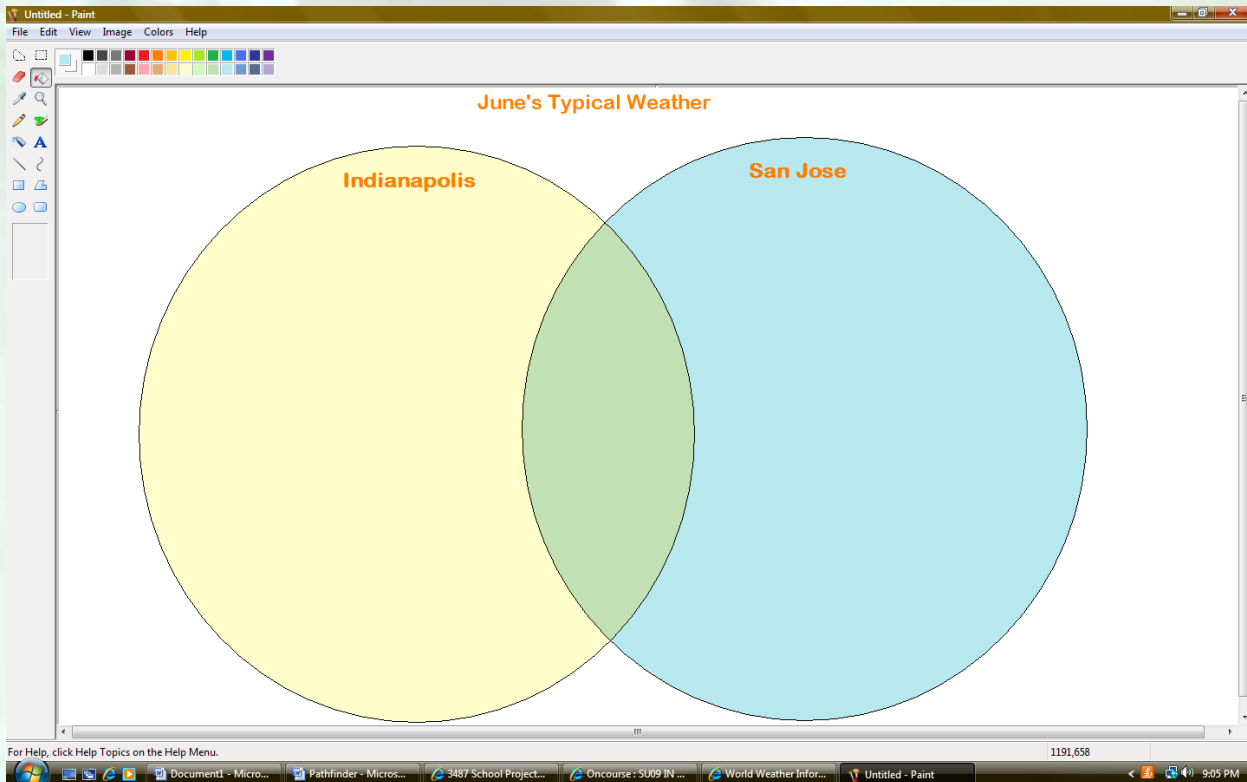 Untitled - Paint
File Edit View Image Colors Help
A
June's Typical Weather
Indianapolis
San Jose
For Help, click Help Topics on the Help Menu.
1191,658
Document1 - Micro...
Pathfinder - Micros...
3487 School Project...
Oncourse : SU09 IN ...
World Weather Infor...
Untitled - Paint
9:05 PM